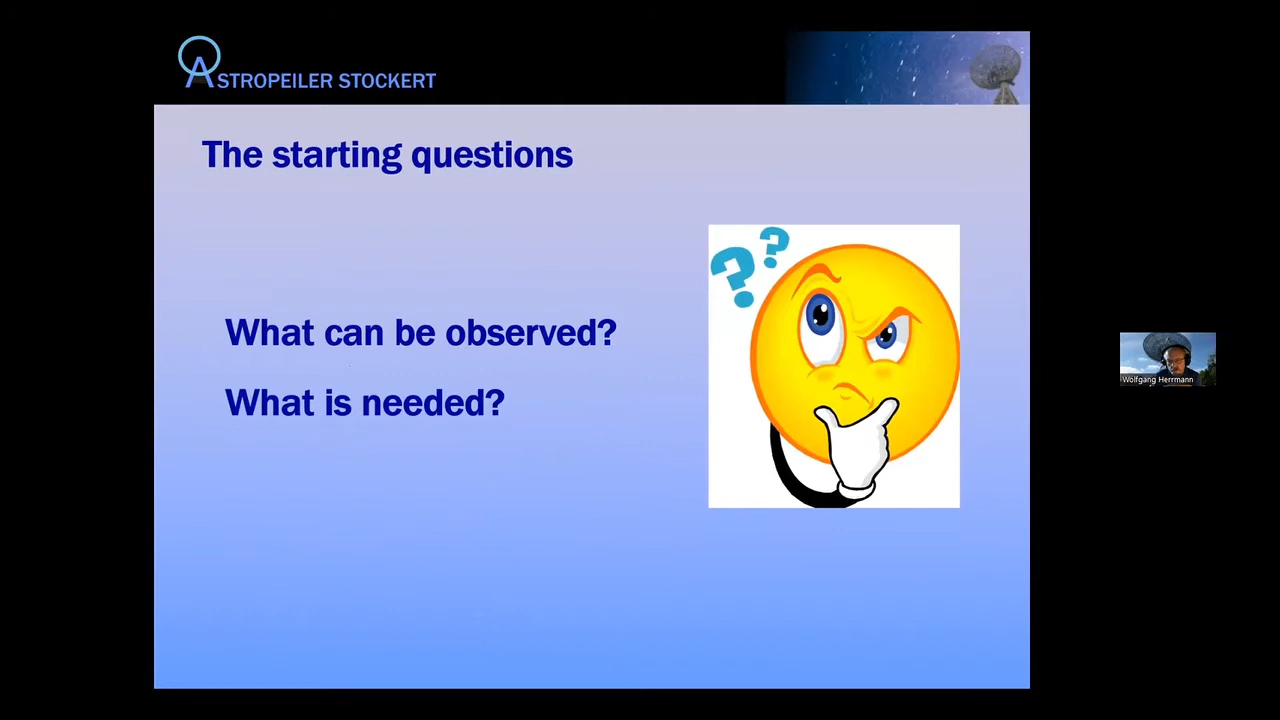 ASTROPEILER STOCKERT
The starting questions
? ?
What can be observed?
What is needed?
Wolfgang Herrmann